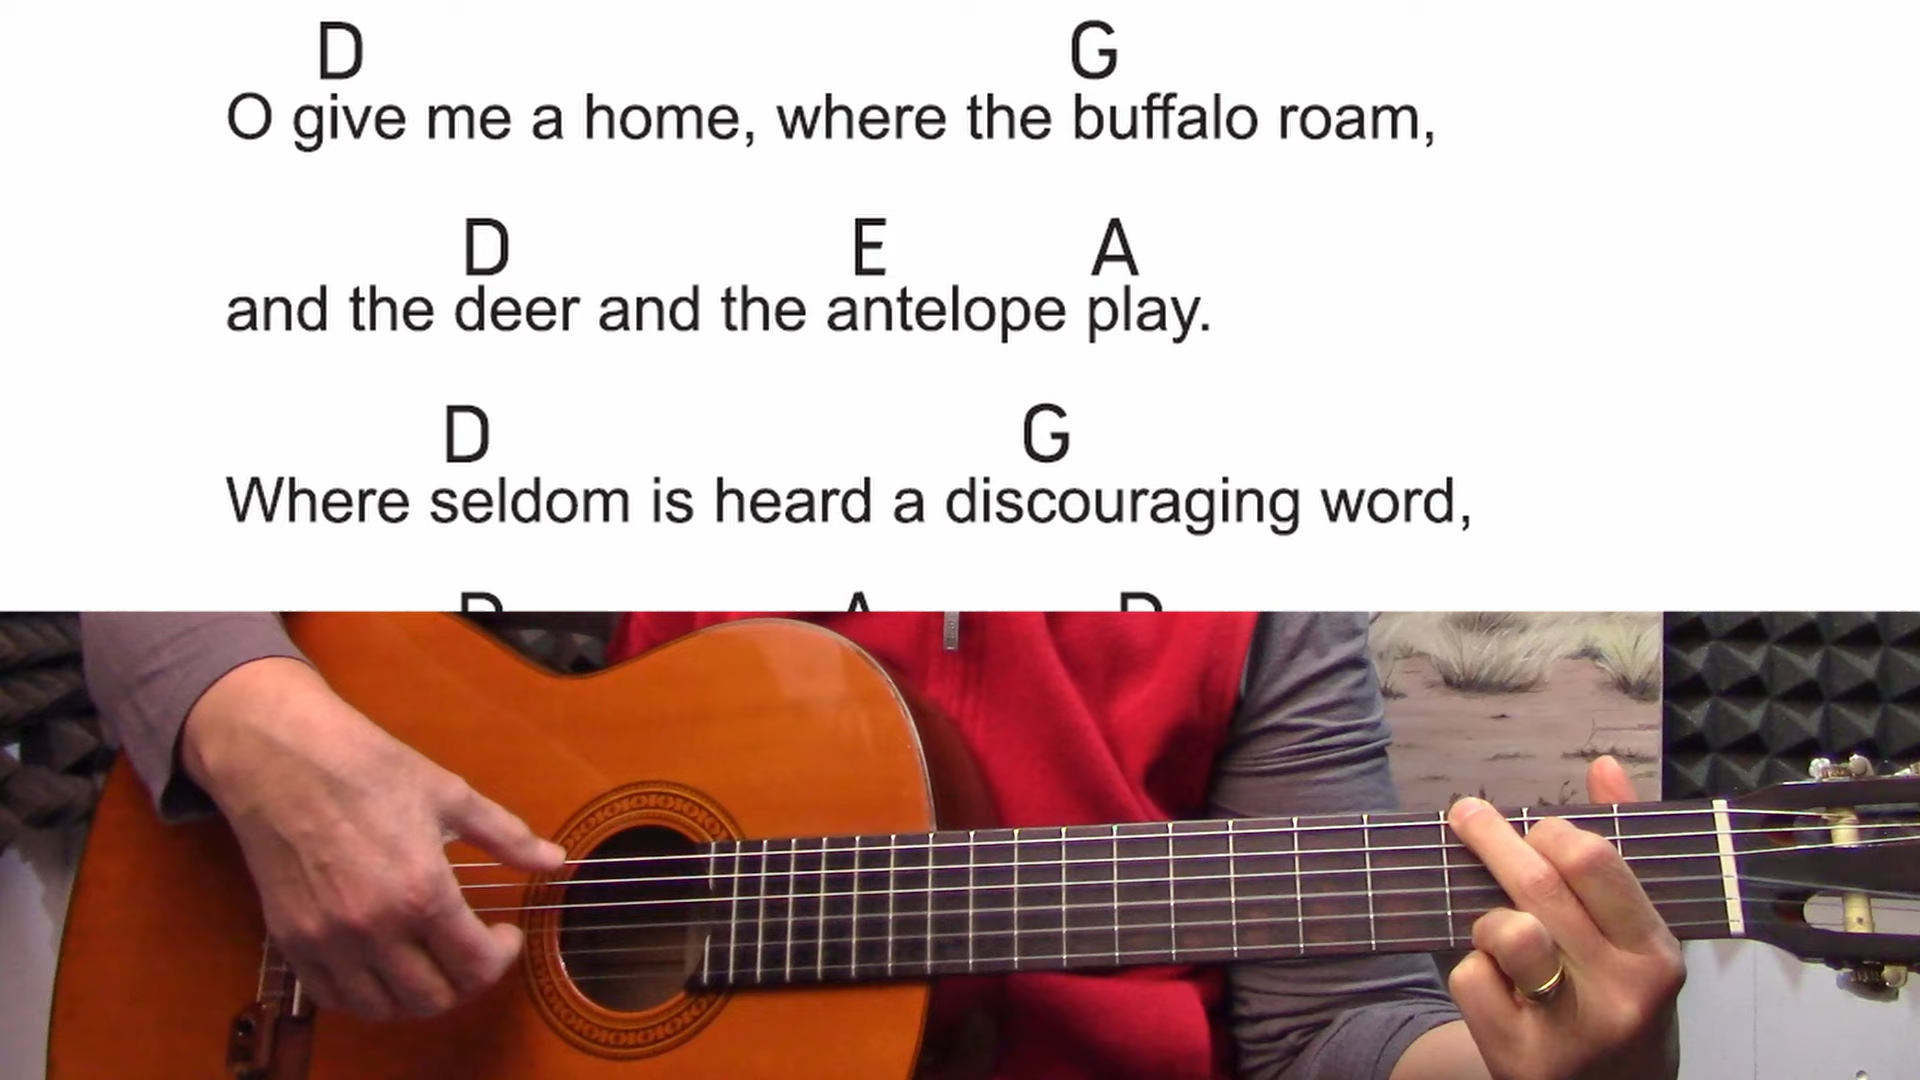 D G
O give me a home, where the buffalo roam,
D E A
and the deer and the antelope play.
D G
Where seldom is heard a discouraging word,
D A D